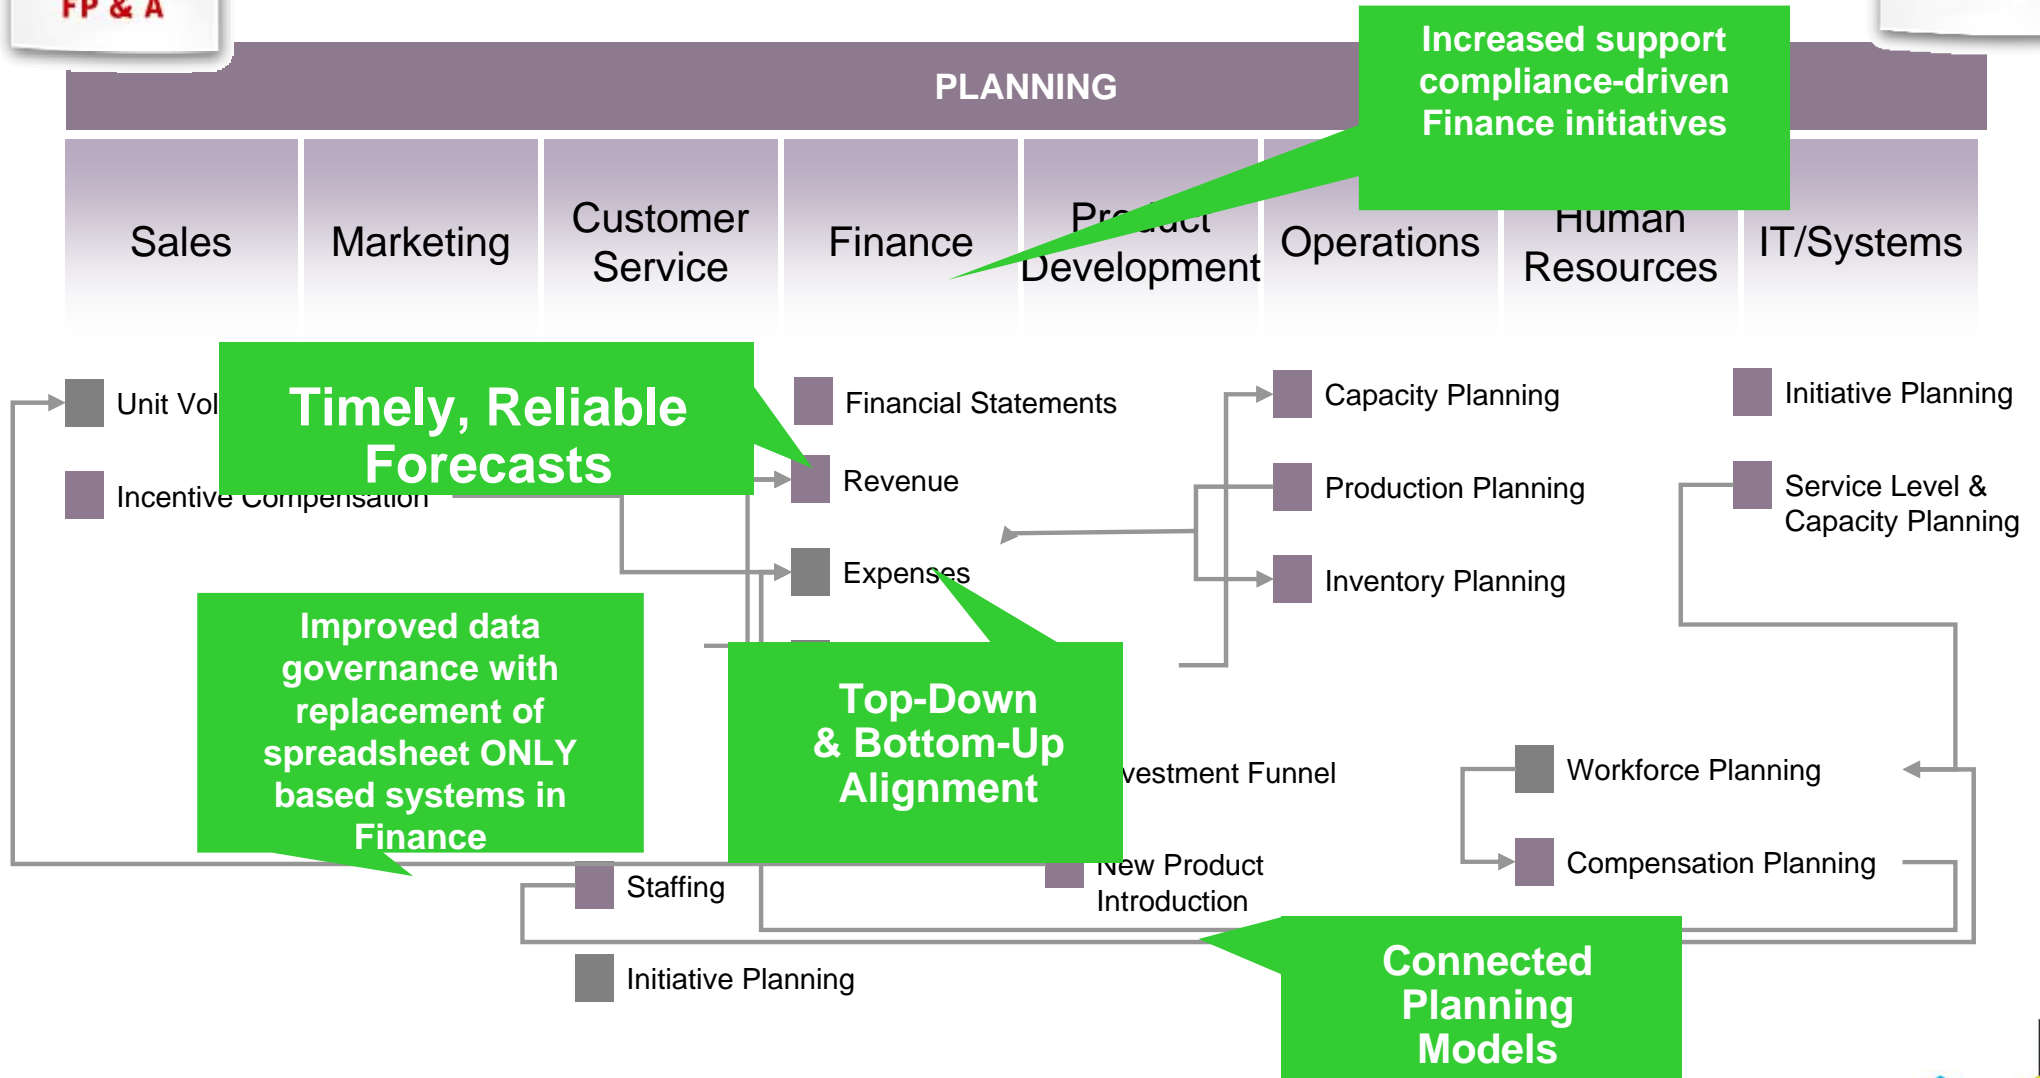 FP & A
PLANNING
Increased support
compliance-driven
Finance initiatives
Sales
Marketing
Customer
Service
Finance
Product
Development
Operations
Human
Resources
IT/Systems
Unit Vol
Incentive Compensation
Timely, Reliable
Forecasts
Financial Statements
Revenue
Expenses
Capacity Planning
Production Planning
Inventory Planning
Initiative Planning
Service Level &
Capacity Planning
Improved data
governance with
replacement of
spreadsheet ONLY
based systems in
Finance
Top-Down
& Bottom-Up
Alignment
vestment Funnel
New Product
Introduction
Workforce Planning
Compensation Planning
Staffing
Initiative Planning
Connected
Planning
Models